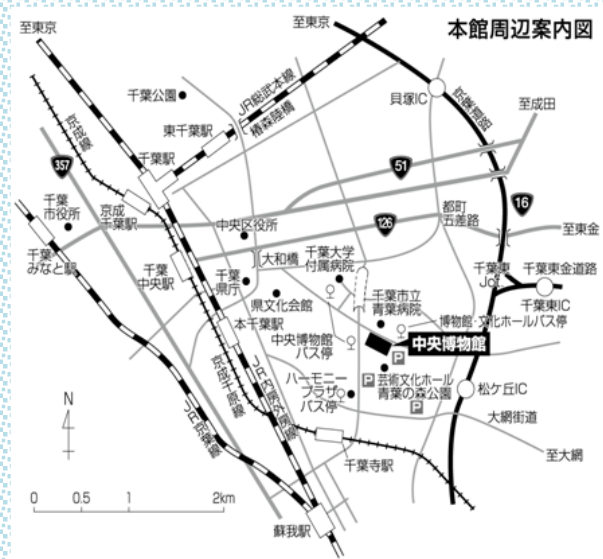 本館周辺案内図
至東京
至東京
千葉公園
JR総武本線
椿森陸橋
貝塚IC
京葉道路
至成田
東千葉駅
京成線
千葉駅
357
51
16
千葉
市役所
京成
千葉駅
中央区役所
126
都町
五差路
至東金
千葉
みなと駅
千葉
中央駅
大和橋
千葉大学
付属病院
千葉
県庁
県文化会館
千葉東
Jct.
千葉東金道路
千葉東IC
千葉市立
青葉病院
本千葉駅
中央博物館
バス停
博物館・文化ホールバス停
中央博物館
P
京成千原線
JR内房外房線
ハーモニー
プラザ
バス停
P
芸術文化ホール
青葉の森公園
P
松ケ丘IC
大網街道
JR京葉線
N
千葉寺駅
至大網
0 0.5 1 2km
蘇我駅